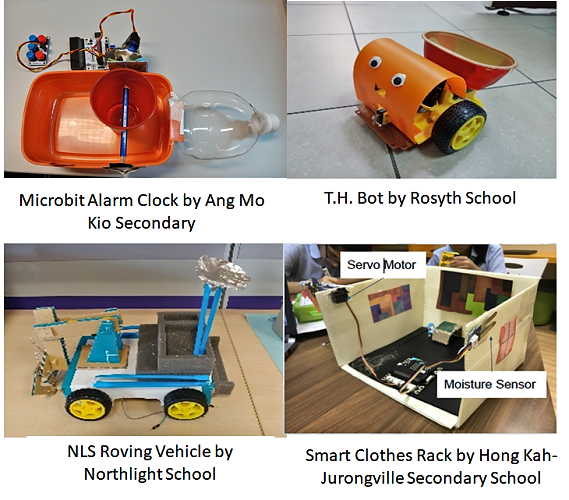 Microbit Alarm Clock by Ang Mo
Kio Secondary
T.H. Bot by Rosyth School
Servo Motor
Moisture Sensor
NLS Roving Vehicle by
Northlight School
Smart Clothes Rack by Hong Kah-
Jurongville Secondary School